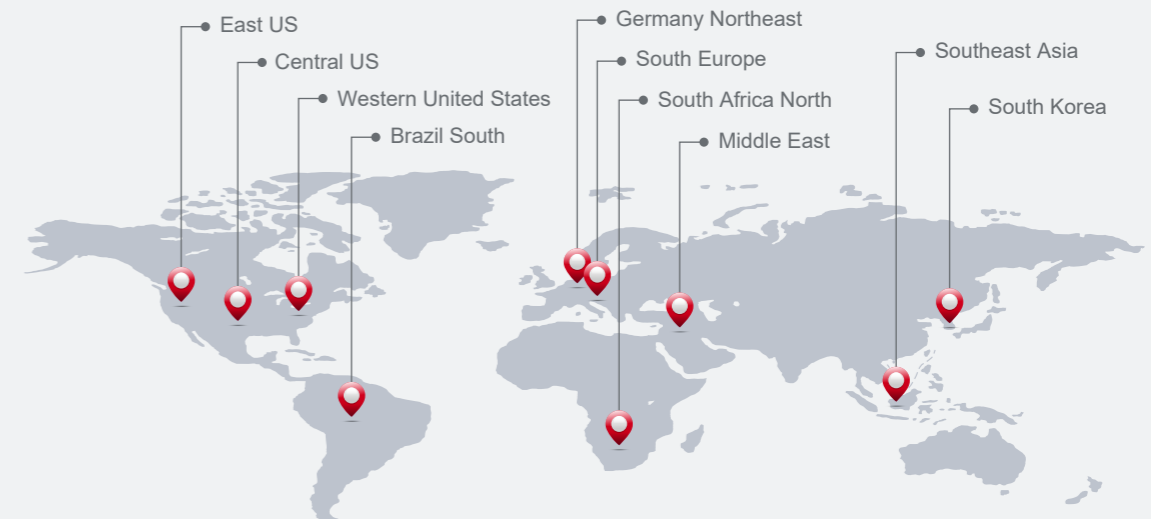 East US
Central US
Western United States
Brazil South
Germany Northeast
South Europe
South Africa North
Middle East
Southeast Asia
South Korea